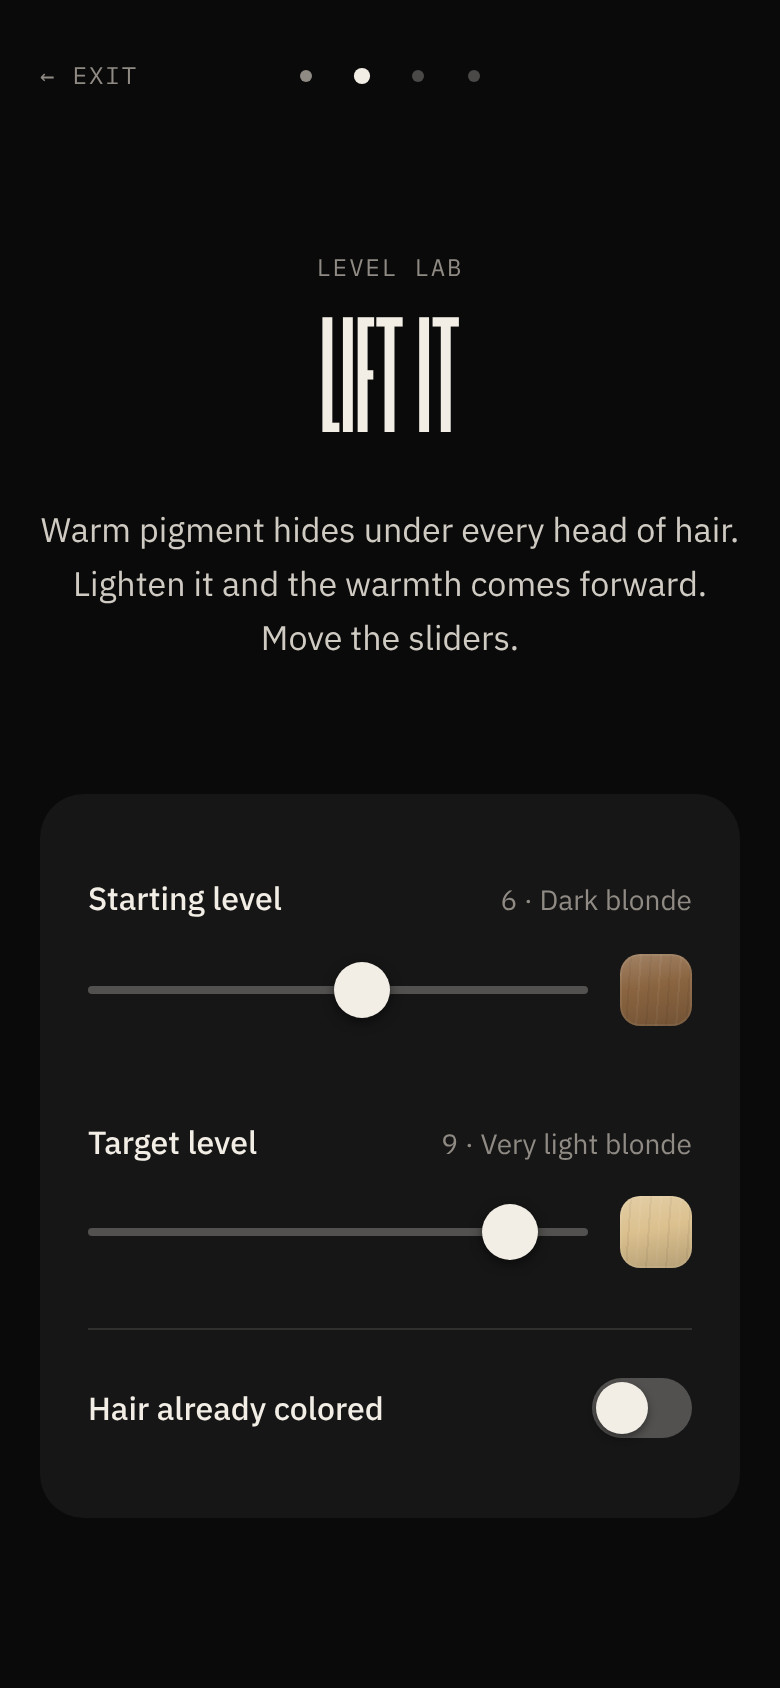 ← EXIT
LEVEL LAB
LIFT IT
Warm pigment hides under every head of hair.
Lighten it and the warmth comes forward.
Move the sliders.
Starting level
6 · Dark blonde
Target level
9 · Very light blonde
Hair already colored